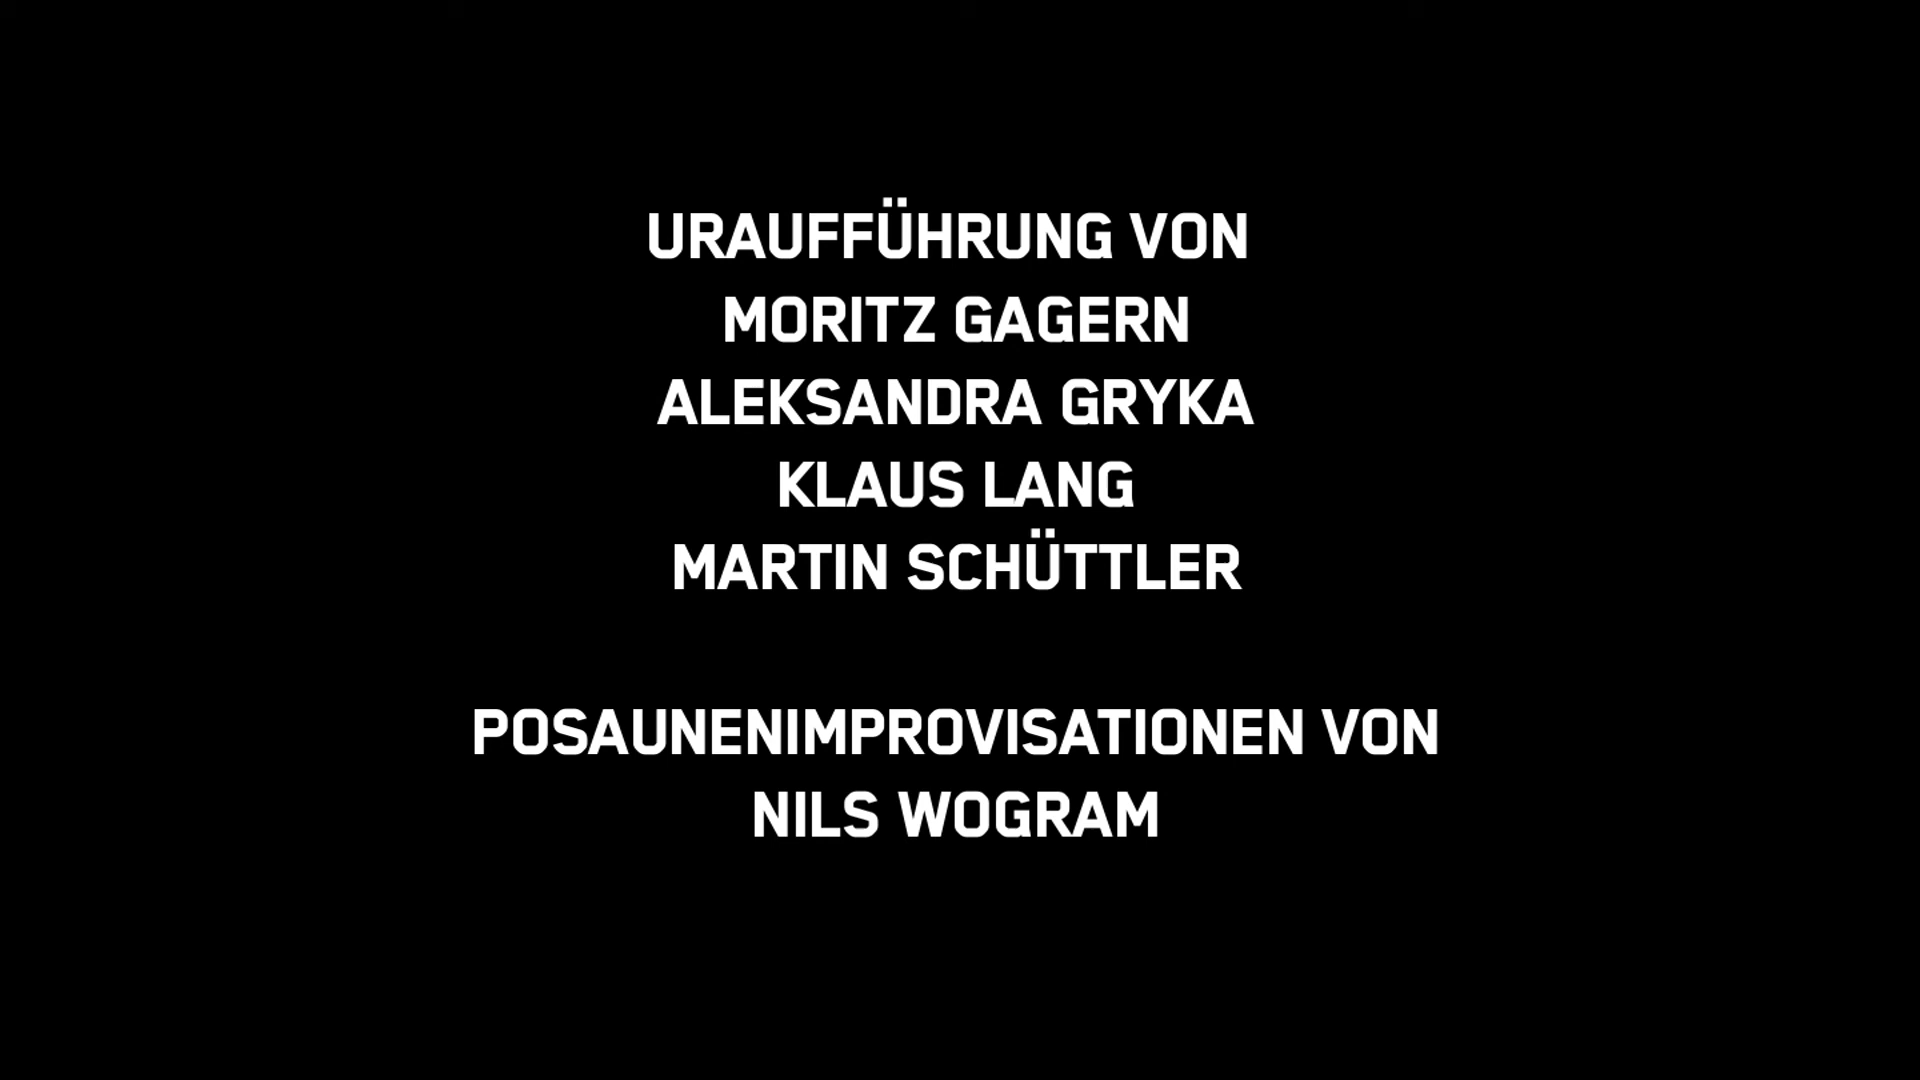 URAUFFÜHRUNG VON
MORITZ GAGERN
ALEKSANDRA GRYKA
KLAUS LANG
MARTIN SCHÜTTLER
POSAUNENIMPROVISATIONEN VON
NILS WOGRAM